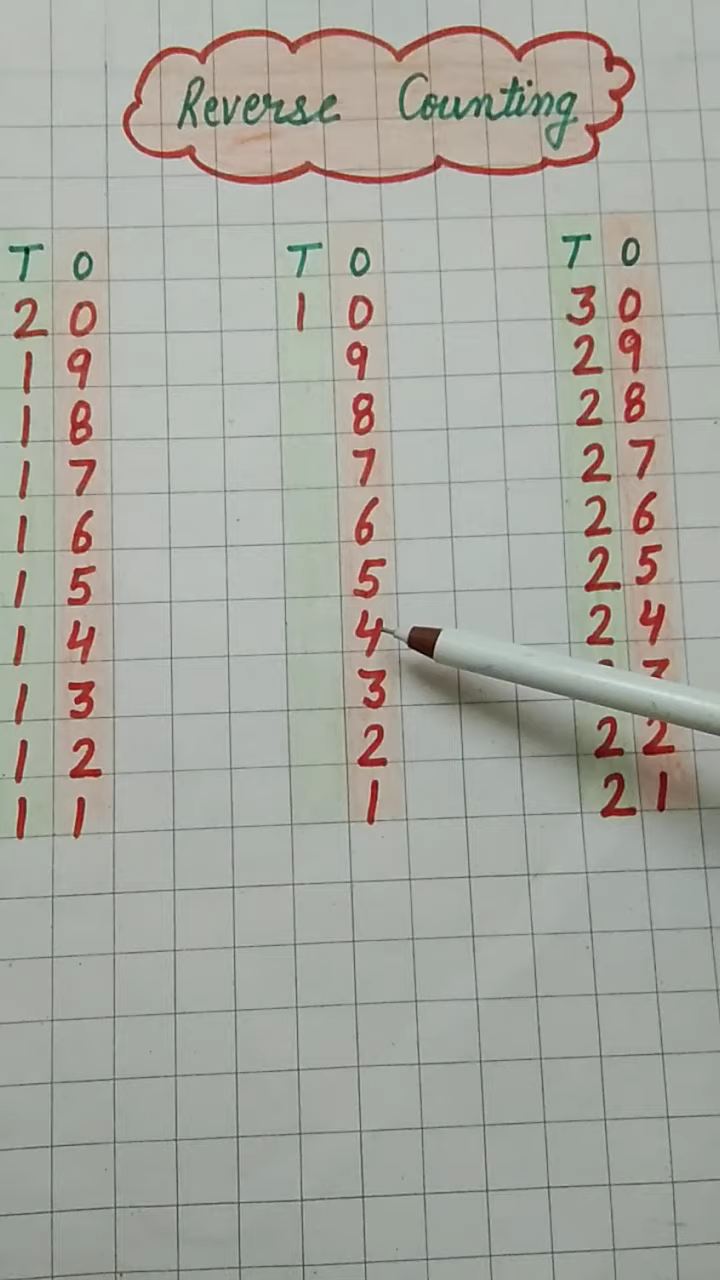 Reverse Counting
T O T O T O
2 0 1 0 3 0
1 9 9 2 9
1 8 8 2 8
1 7 7 2 7
1 6 6 2 6
1 5 5 2 5
1 4 4 2 4
1 3 3
1 2 2 2 2
1 1 1 2 1